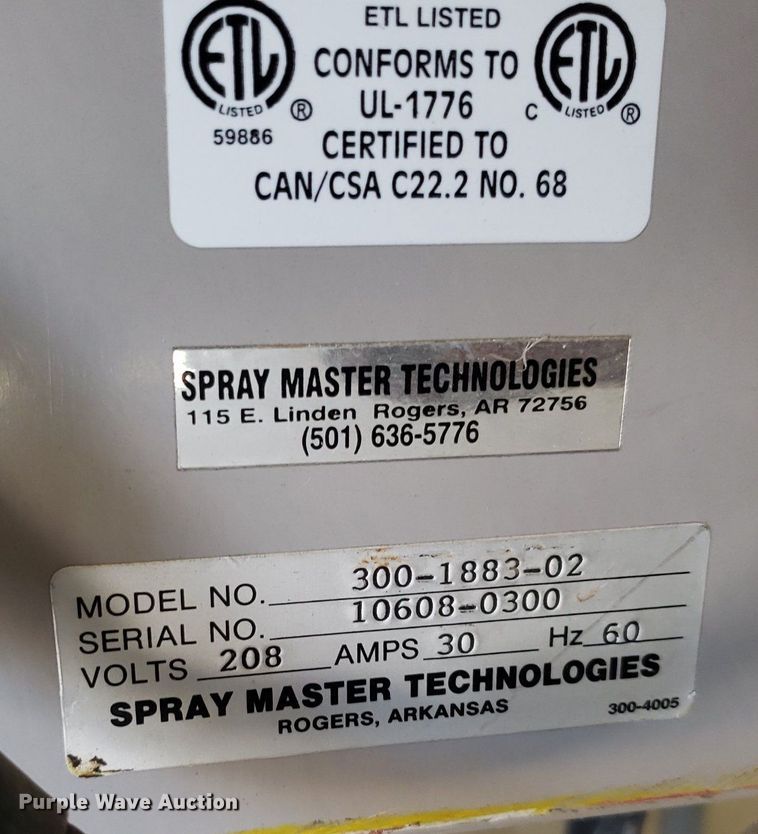 ETL LISTED
CONFORMS TO
UL-1776
CERTIFIED TO
CAN/CSA C22.2 NO. 68
ETL
LISTED
®
59886
ETL
C LISTED ®
SPRAY MASTER TECHNOLOGIES
115 E. Linden Rogers, AR 72756
(501) 636-5776
MODEL NO. 300-1883-02
SERIAL NO. 10608-0300
VOLTS 208 AMPS 30 Hz 60
SPRAY MASTER TECHNOLOGIES
ROGERS, ARKANSAS
300-4005
Purple Wave Auction